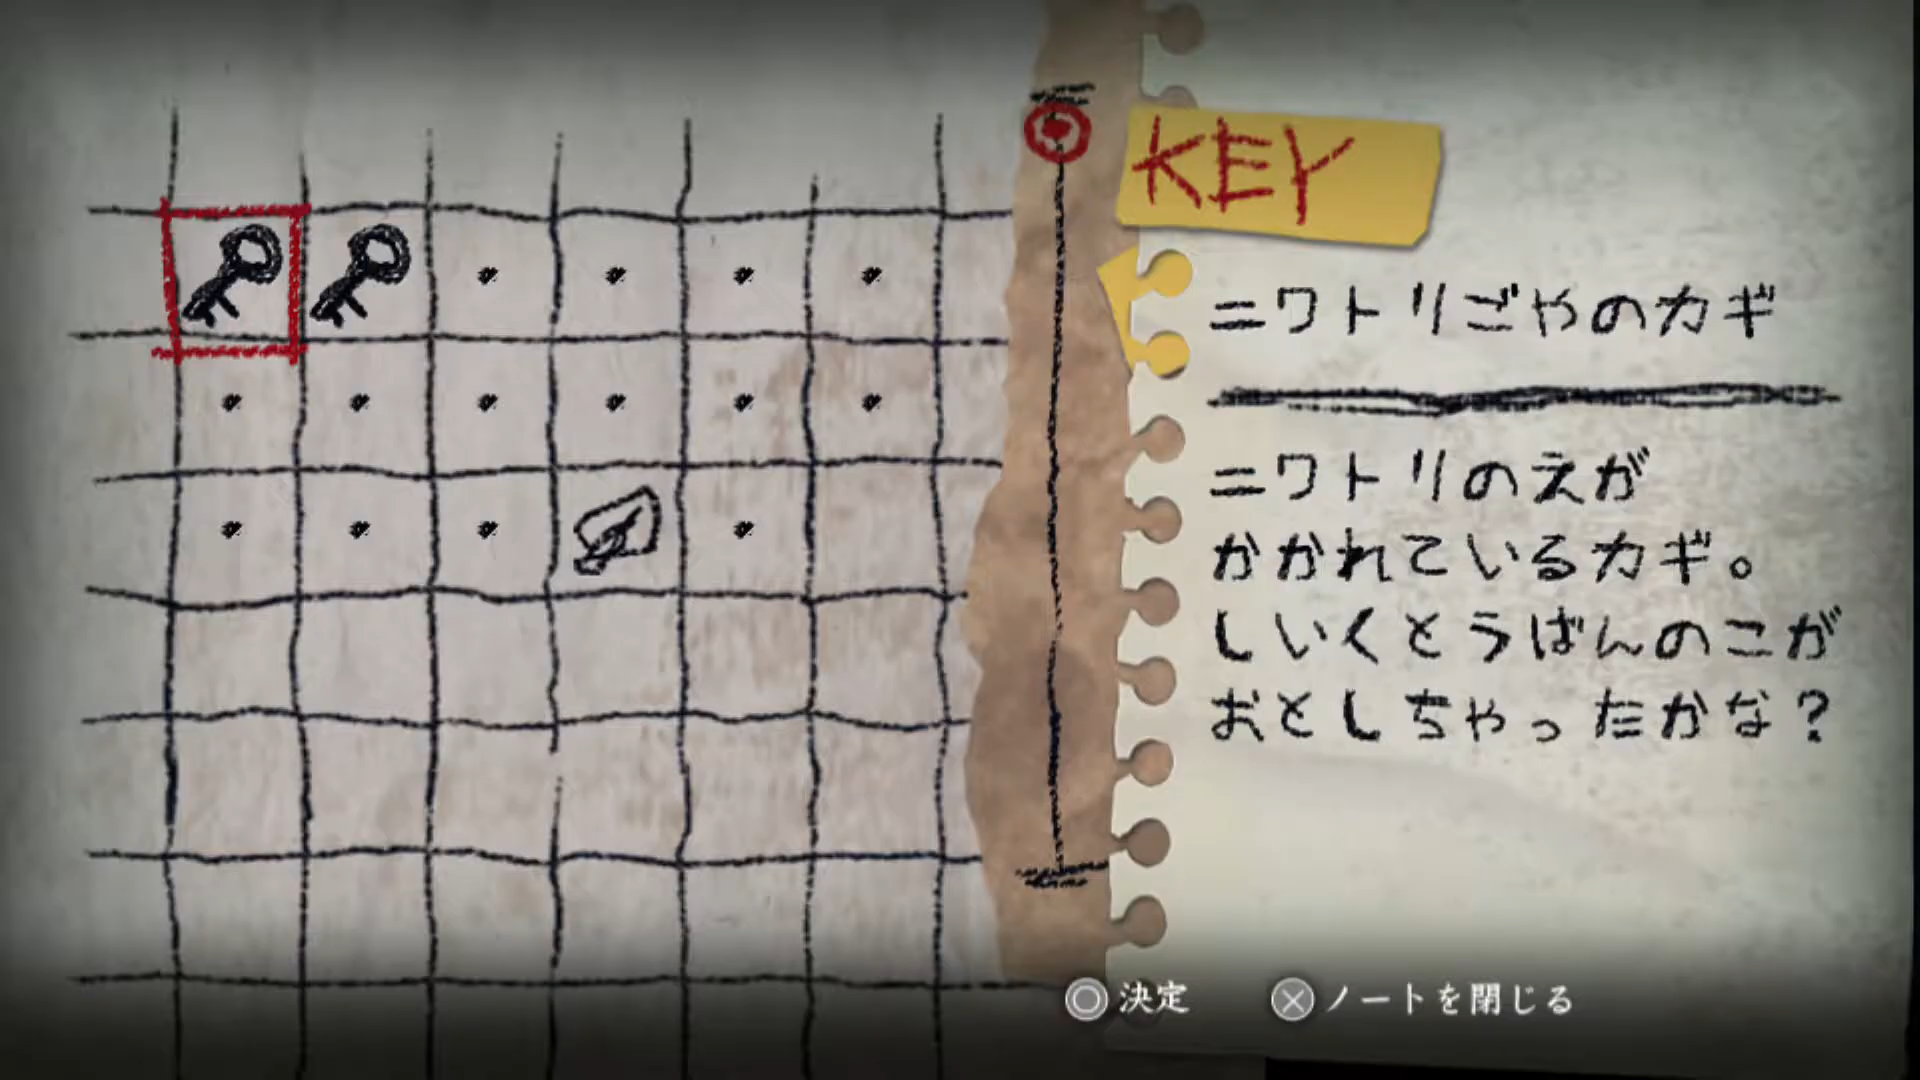 KEY
ニワトリごやのカギ
ニワトリのえが
かかれているカギ。
しいくとうばんのこが
おとしちゃったかな？
決定 ノートを閉じる